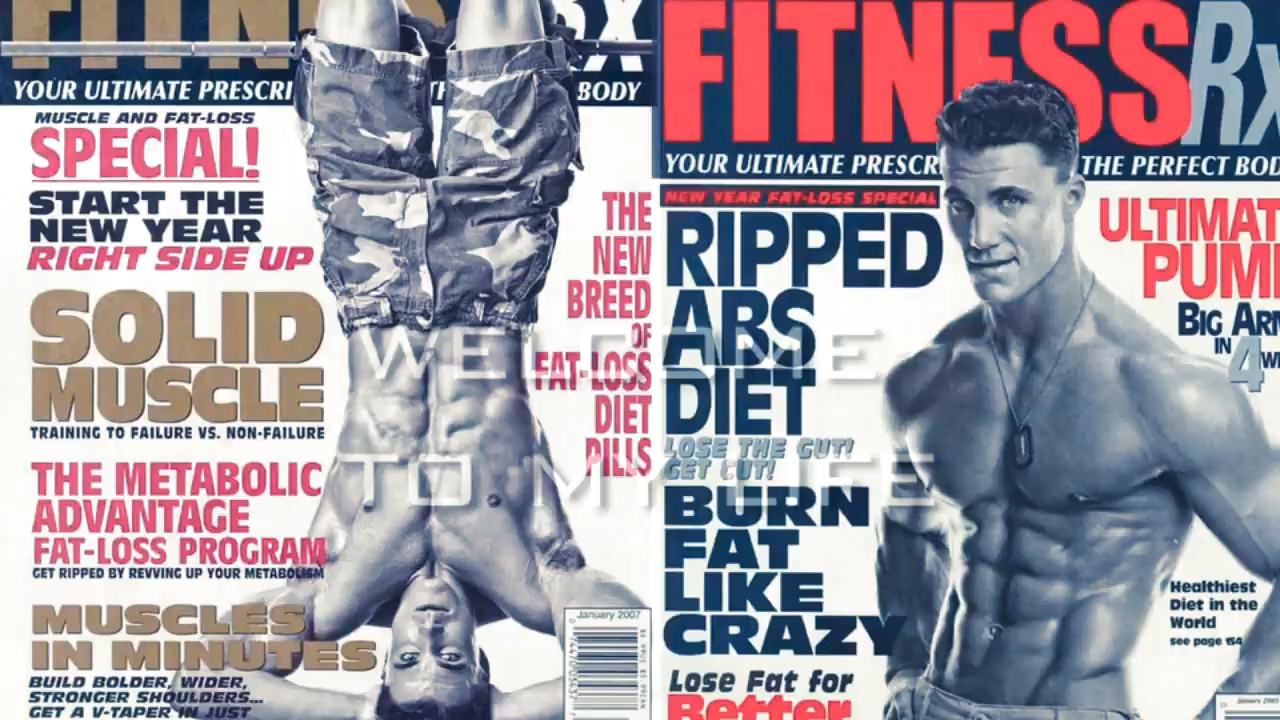 FITNESS RX
YOUR ULTIMATE PRESCRI
BODY
MUSCLE AND FAT-LOSS
SPECIAL!
START THE
NEW YEAR
RIGHT SIDE UP
SOLID
MUSCLE
TRAINING TO FAILURE VS. NON-FAILURE
THE METABOLIC
ADVANTAGE
FAT-LOSS PROGRAM
GET RIPPED BY REVVING UP YOUR METABOLISM
MUSCLES
IN MINUTES
BUILD BOLDER, WIDER,
STRONGER SHOULDERS...
GET A V-TAPER IN JUST
THE
NEW
BREED
OF
FAT-LOSS
DIET
PILLS
January 2007
WELCOME
TO MY LIFE
FITNESS Rx
YOUR ULTIMATE PRESCR THE PERFECT BOD
NEW YEAR FAT-LOSS SPECIAL
RIPPED
ABS
DIET
LOSE THE GUT!
GET CUT!
BURN
FAT
LIKE
CRAZY
Lose Fat for
Better
ULTIMAT
PUM
BIG AR
IN 4 W
Healthiest
Diet in the
World
see page 154